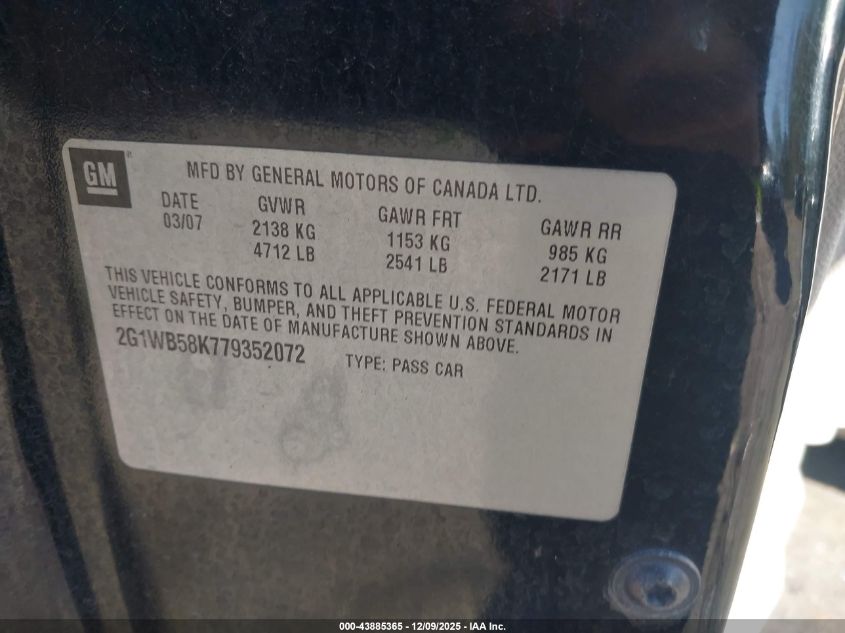 GM®
MFD BY GENERAL MOTORS OF CANADA LTD.
DATE GVWR GAWR FRT GAWR RR
03/07 2138 KG 1153 KG 985 KG
4712 LB 2541 LB 2171 LB
THIS VEHICLE CONFORMS TO ALL APPLICABLE U.S. FEDERAL MOTOR
VEHICLE SAFETY, BUMPER, AND THEFT PREVENTION STANDARDS IN
EFFECT ON THE DATE OF MANUFACTURE SHOWN ABOVE.
2G1WB58K779352072 TYPE: PASS CAR
000-43885365 - 12/09/2025 - IAA Inc.